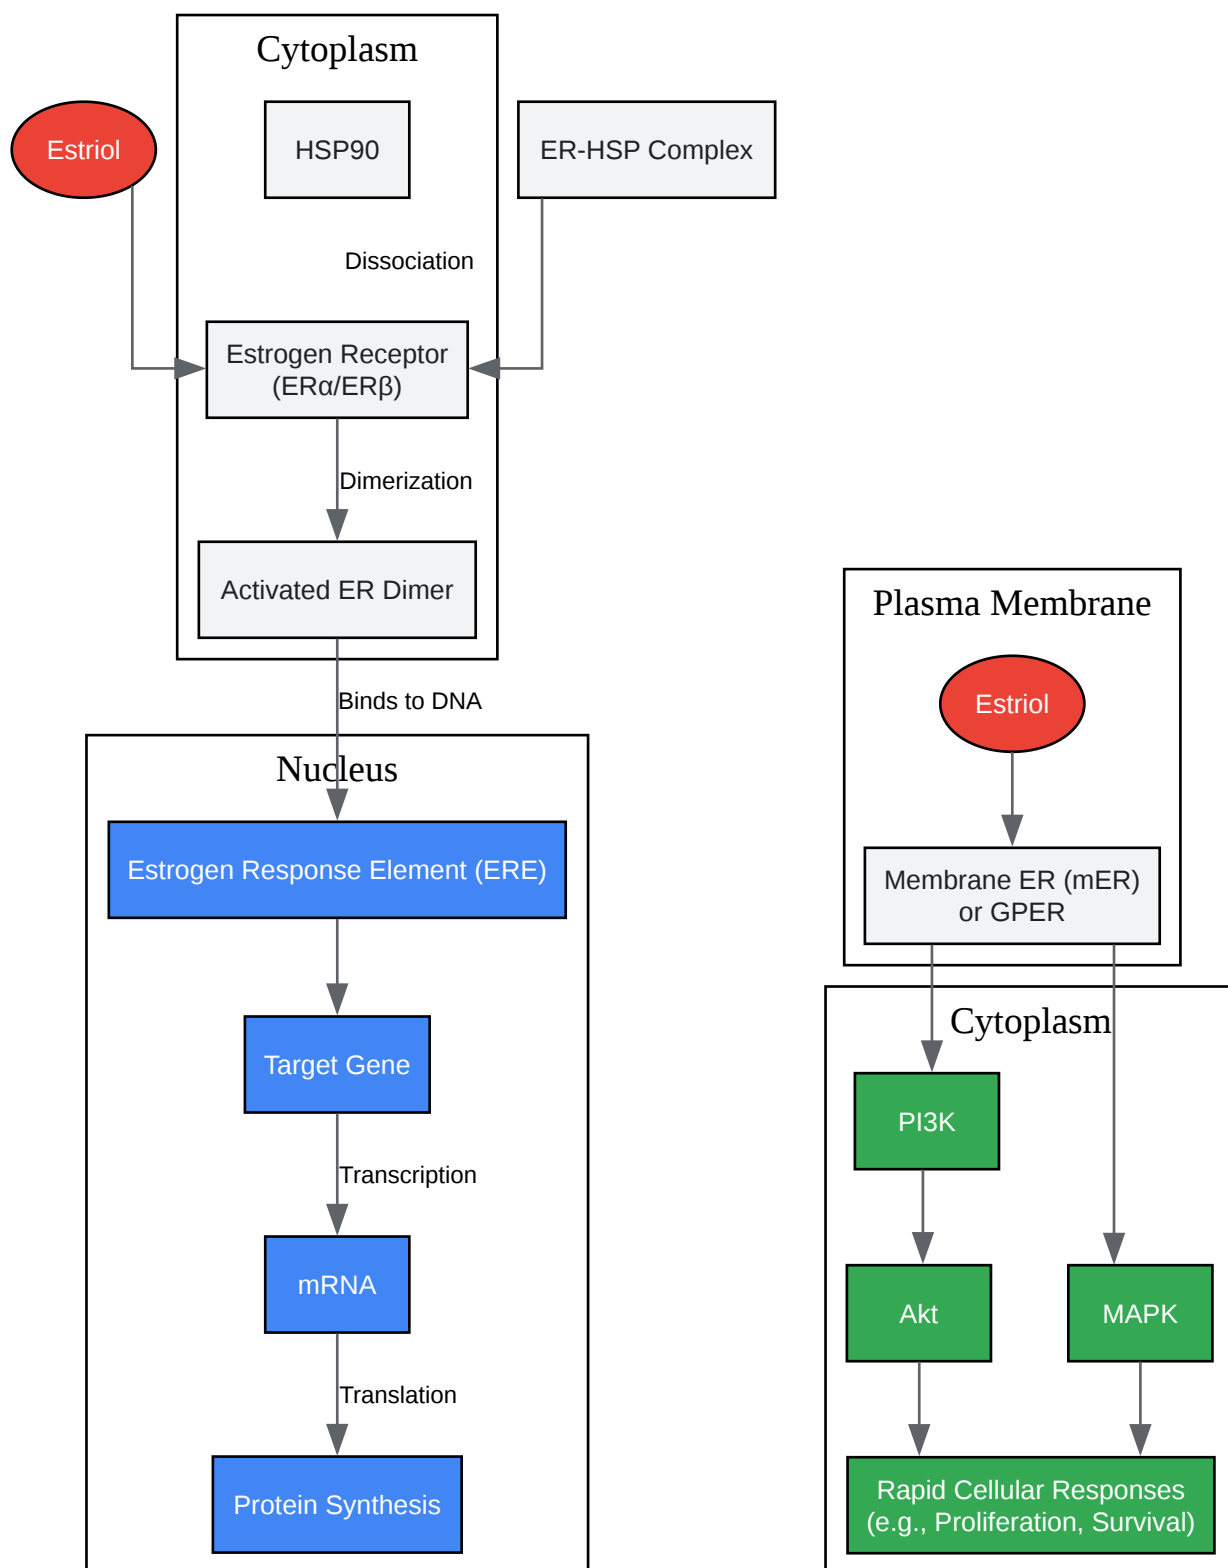 Cytoplasm
Estriol
HSP90
ER-HSP Complex
Dissociation
Estrogen Receptor
(ERα/ERβ)
Dimerization
Activated ER Dimer
Binds to DNA
Nucleus
Estrogen Response Element (ERE)
Target Gene
Transcription
mRNA
Translation
Protein Synthesis
Plasma Membrane
Estriol
Membrane ER (mER)
or GPER
Cytoplasm
PI3K
Akt
MAPK
Rapid Cellular Responses
(e.g., Proliferation, Survival)